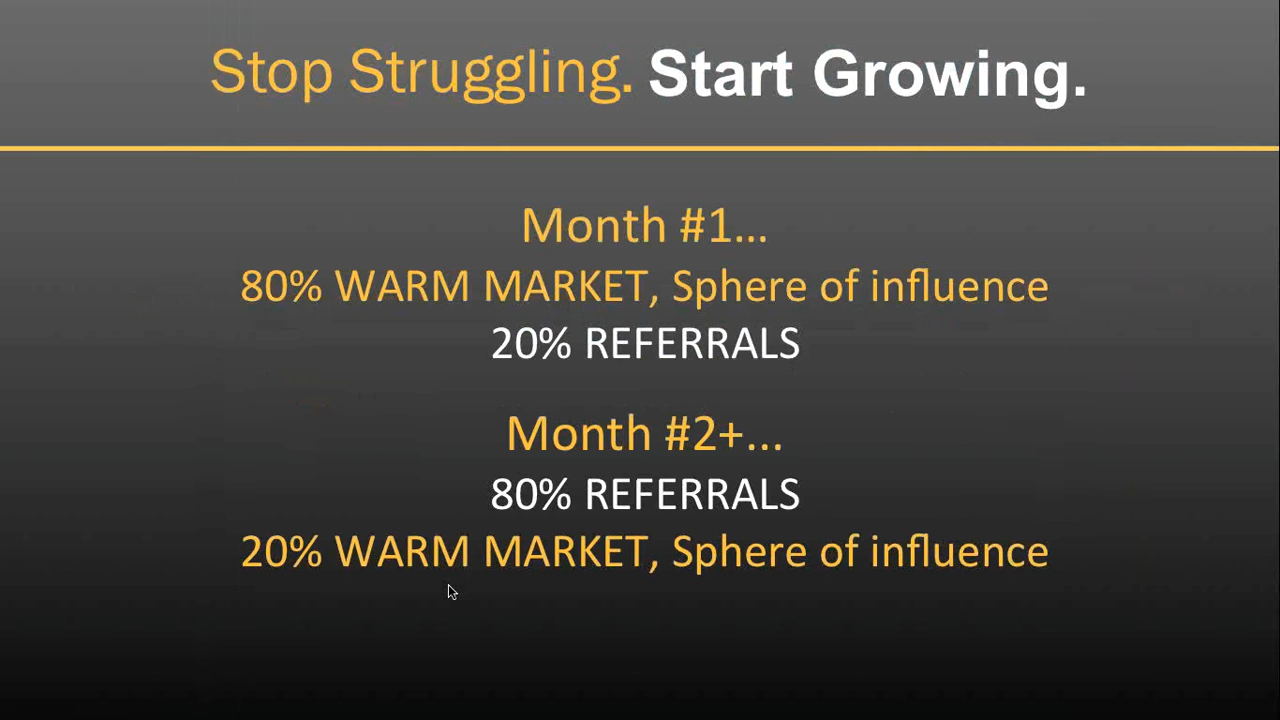 Stop Struggling. Start Growing.
Month #1...
80% WARM MARKET, Sphere of influence
20% REFERRALS
Month #2+...
80% REFERRALS
20% WARM MARKET, Sphere of influence